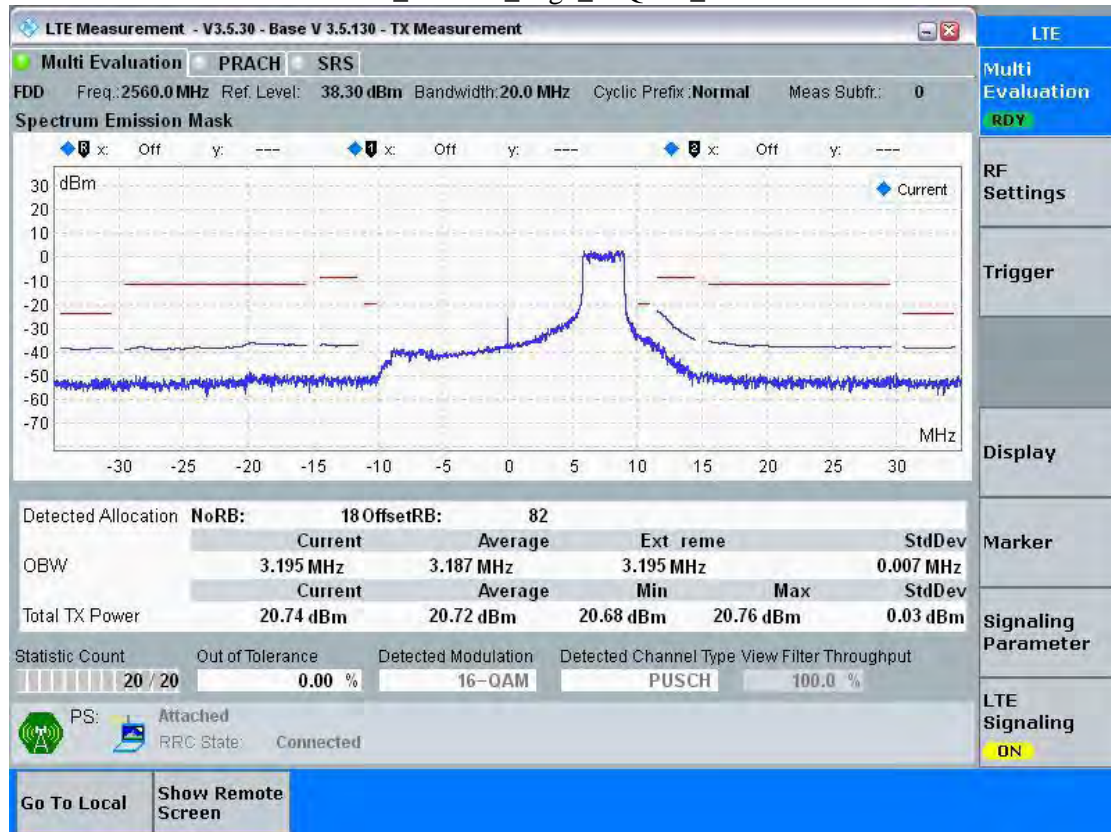 LTE Measurement - V3.5.30 - Base V 3.5.130 - TX Measurement
LTE
Multi Evaluation PRACH SRS
Multi Evaluation
RDY
FDD Freq.:2560.0 MHz Ref. Level: 38.30 dBm Bandwidth:20.0 MHz Cyclic Prefix :Normal Meas Subfr.: 0
Spectrum Emission Mask
R x: Off y: --- 1 x: Off y: --- 2 x: Off y: ---
dBm
Current
30
20
10
0
-10
-20
-30
-40
-50
-60
-70
MHz
-30 -25 -20 -15 -10 -5 0 5 10 15 20 25 30
RF Settings
Trigger
Display
Marker
Signaling Parameter
LTE Signaling
ON
Detected Allocation NoRB: 18 OffsetRB: 82
Current Average Ext reme StdDev
OBW 3.195 MHz 3.187 MHz 3.195 MHz 0.007 MHz
Current Average Min Max StdDev
Total TX Power 20.74 dBm 20.72 dBm 20.68 dBm 20.76 dBm 0.03 dBm
Statistic Count Out of Tolerance Detected Modulation Detected Channel Type View Filter Throughput
20 / 20 0.00 % 16-QAM PUSCH 100.0 %
PS: Attached
RRC State: Connected
Go To Local Show Remote Screen